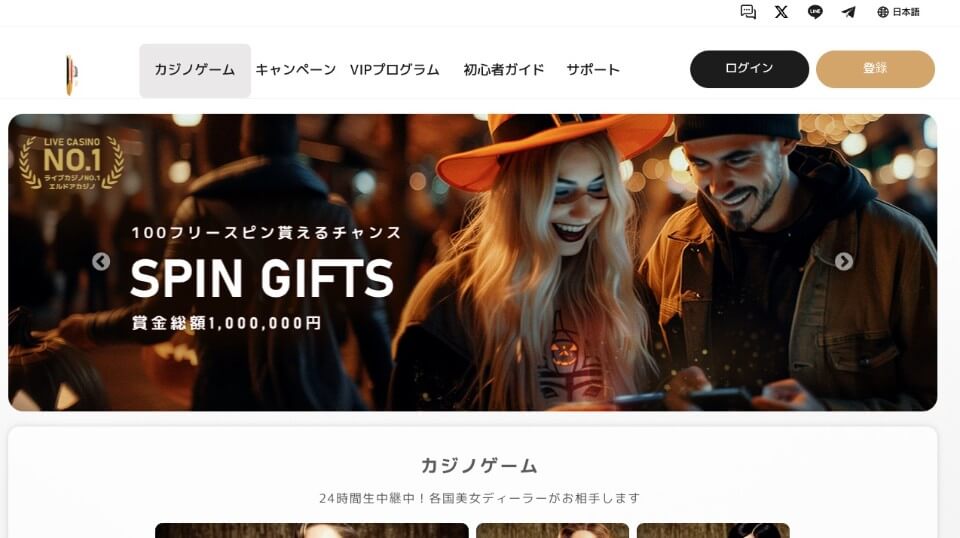 LINE
日本語
カジノゲーム
キャンペーン
VIPプログラム
初心者ガイド
サポート
ログイン
登録
LIVE CASINO
NO.1
ライブカジノNO.1
エルドアカジノ
100フリースピン貰えるチャンス
SPIN GIFTS
賞金総額1,000,000円
カジノゲーム
24時間生中継中！各国美女ディーラーがお相手します